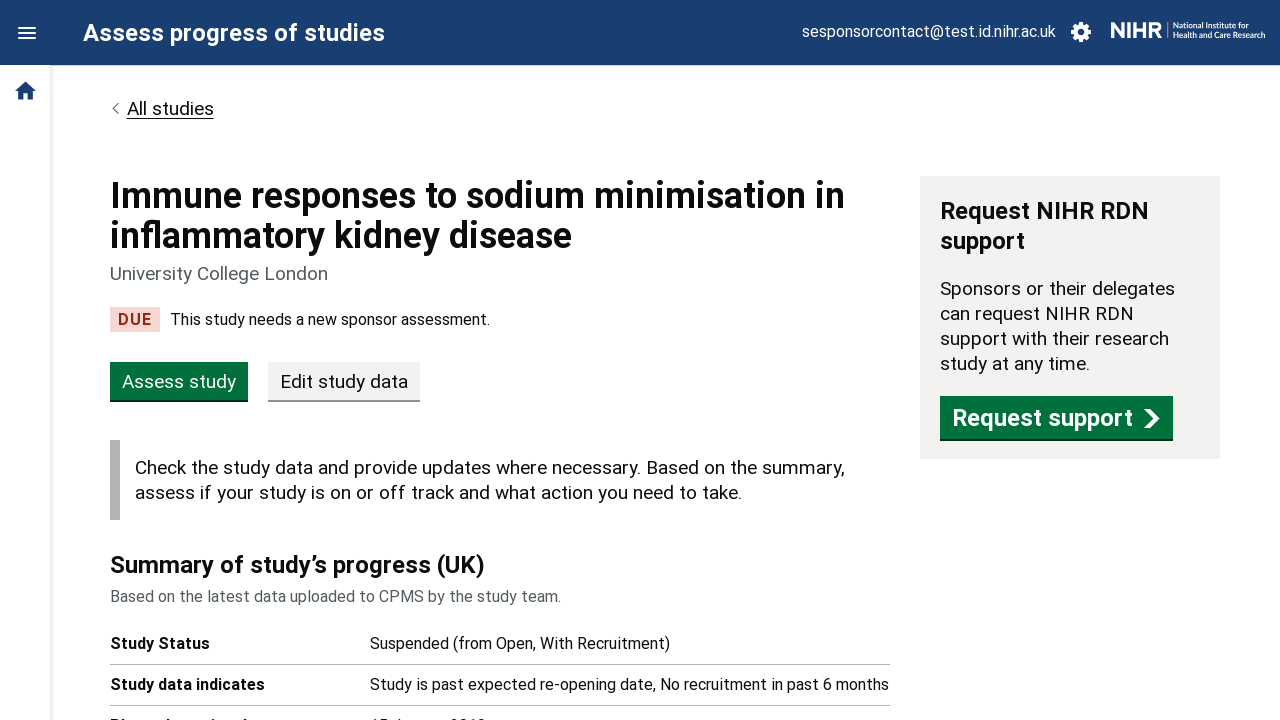 Assess progress of studies
sesponsorcontact@test.id.nihr.ac.uk
NIHR | National Institute for
Health and Care Research
All studies
Immune responses to sodium minimisation in
inflammatory kidney disease
University College London
DUE This study needs a new sponsor assessment.
Assess study
Edit study data
Check the study data and provide updates where necessary. Based on the summary,
assess if your study is on or off track and what action you need to take.
Summary of study’s progress (UK)
Based on the latest data uploaded to CPMS by the study team.
Study Status Suspended (from Open, With Recruitment)
Study data indicates Study is past expected re-opening date, No recruitment in past 6 months
Request NIHR RDN
support
Sponsors or their delegates
can request NIHR RDN
support with their research
study at any time.
Request support